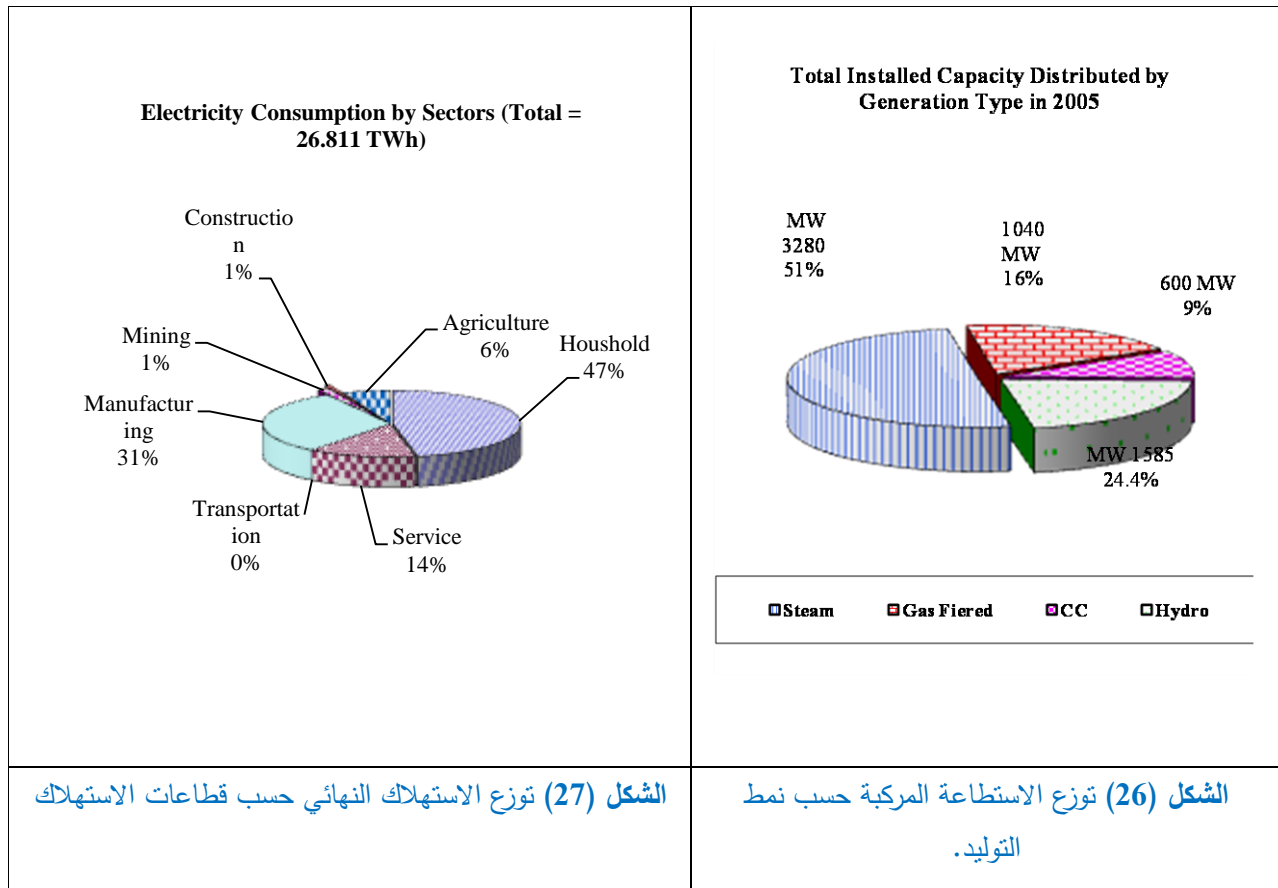 Electricity Consumption by Sectors (Total =
26.811 TWh)
Constructio
n
1%
Mining
1%
Manufactur
ing
31%
Transportat
ion
0%
Service
14%
Agriculture
6%
Houshold
47%
Total Installed Capacity Distributed by
Generation Type in 2005
MW
3280
51%
1040
MW
16%
600 MW
9%
MW 1585
24.4%
Steam
Gas Fiered
CC
Hydro
الشكل (26) توزع الاستطاعة المركبة حسب نمط
التوليد.
الشكل (27) توزع الاستهلاك النهائي حسب قطاعات الاستهلاك